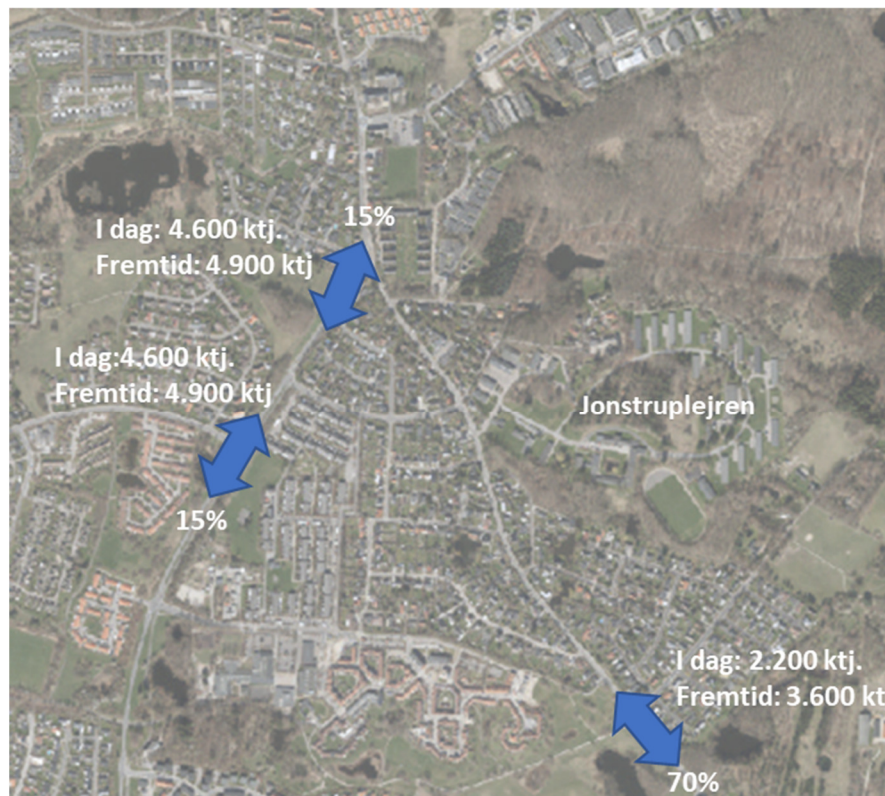 15%
I dag: 4.600 ktj.
Fremtid: 4.900 ktj
I dag:4.600 ktj.
Fremtid: 4.900 ktj
Jonstruplejren
15%
I dag: 2.200 ktj.
Fremtid: 3.600 kt
70%